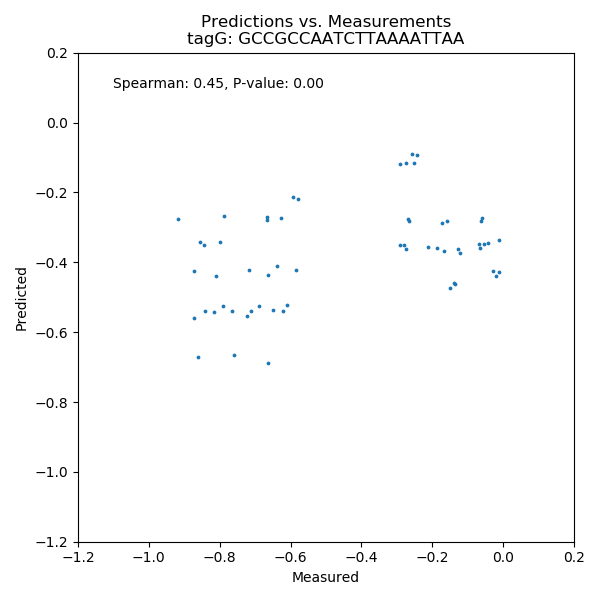 Predictions vs. Measurements
tagG: GCCGCCAATCTTAAAATTAA
Spearman: 0.45, P-value: 0.00
0.2
0.0
−0.2
−0.4
−0.6
−0.8
−1.0
−1.2
Predicted
−1.2 −1.0 −0.8 −0.6 −0.4 −0.2 0.0 0.2
Measured